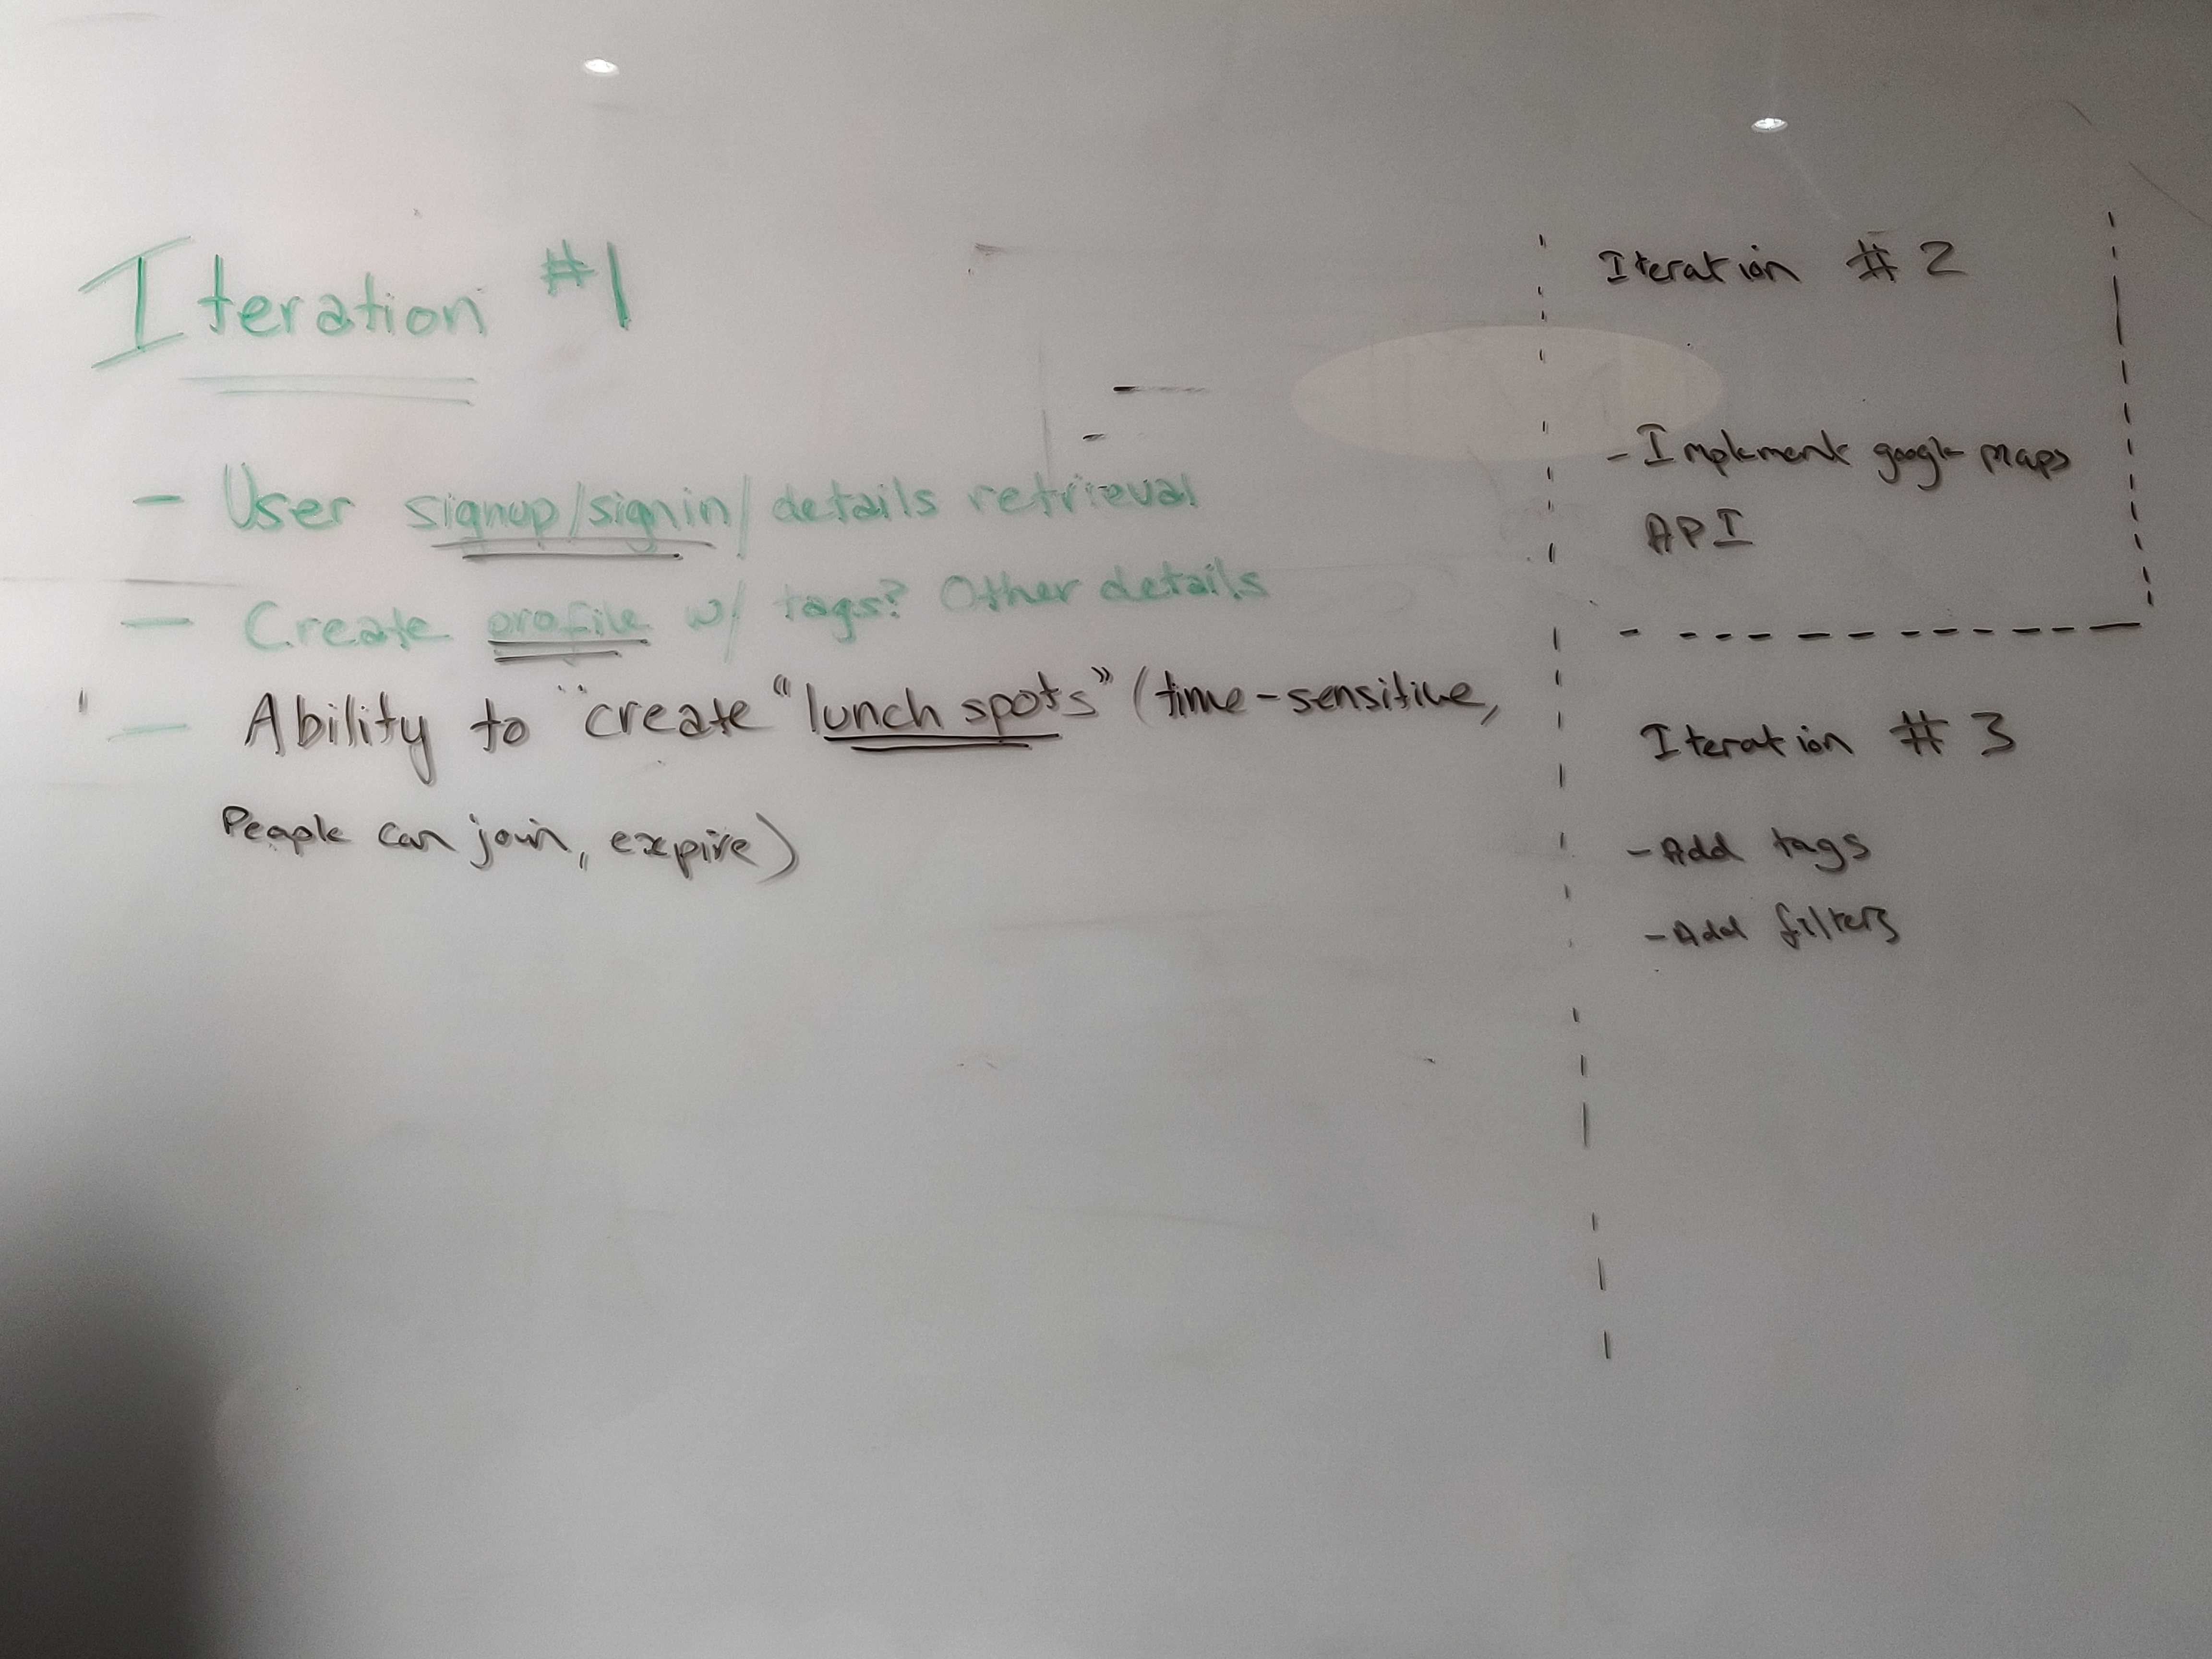 Iteration #1
- User signup/signin/details retrieval
- Create profile w/ tags? Other details
- Ability to create "lunch spots" (time-sensitive,
People can join, expire)
Iteration #2
- Implement google maps
API
Iteration #3
- Add tags
- Add filters